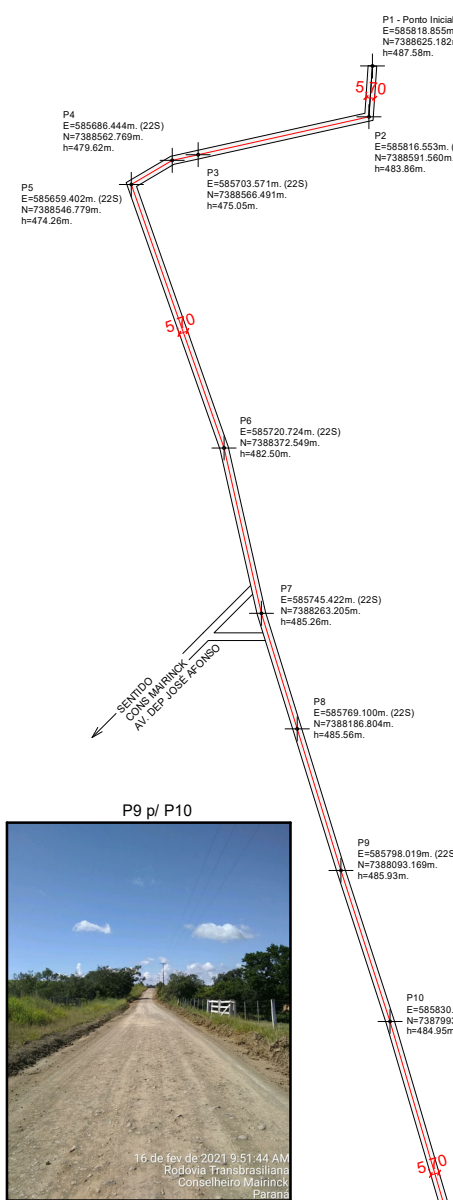 P1 - Ponto Inicial
E=585818.855m
N=7388625.182m
h=487.58m.
5.70
P4
E=585686.444m. (22S)
N=7388562.769m.
h=479.62m.
P2
E=585816.553m. (
N=7388591.560m.
h=483.86m.
P3
E=585703.571m. (22S)
N=7388566.491m.
h=475.05m.
P5
E=585659.402m. (22S)
N=7388546.779m.
h=474.26m.
5.70
P6
E=585720.724m. (22S)
N=7388372.549m.
h=482.50m.
P7
E=585745.422m. (22S)
N=7388263.205m.
h=485.26m.
SENTIDO
CONS MAIRINCK
AV. DEP JOSÉ AFONSO
P8
E=585769.100m. (22S)
N=7388186.804m.
h=485.56m.
P9 p/ P10
P9
E=585798.019m. (22S
N=7388093.169m.
h=485.93m.
P10
E=585830.
N=7387993
h=484.95m
16 de fev de 2021 9:51:44 AM
Rodovia Transbrasiliana
Conselheiro Mairinck
Paraná
5.70